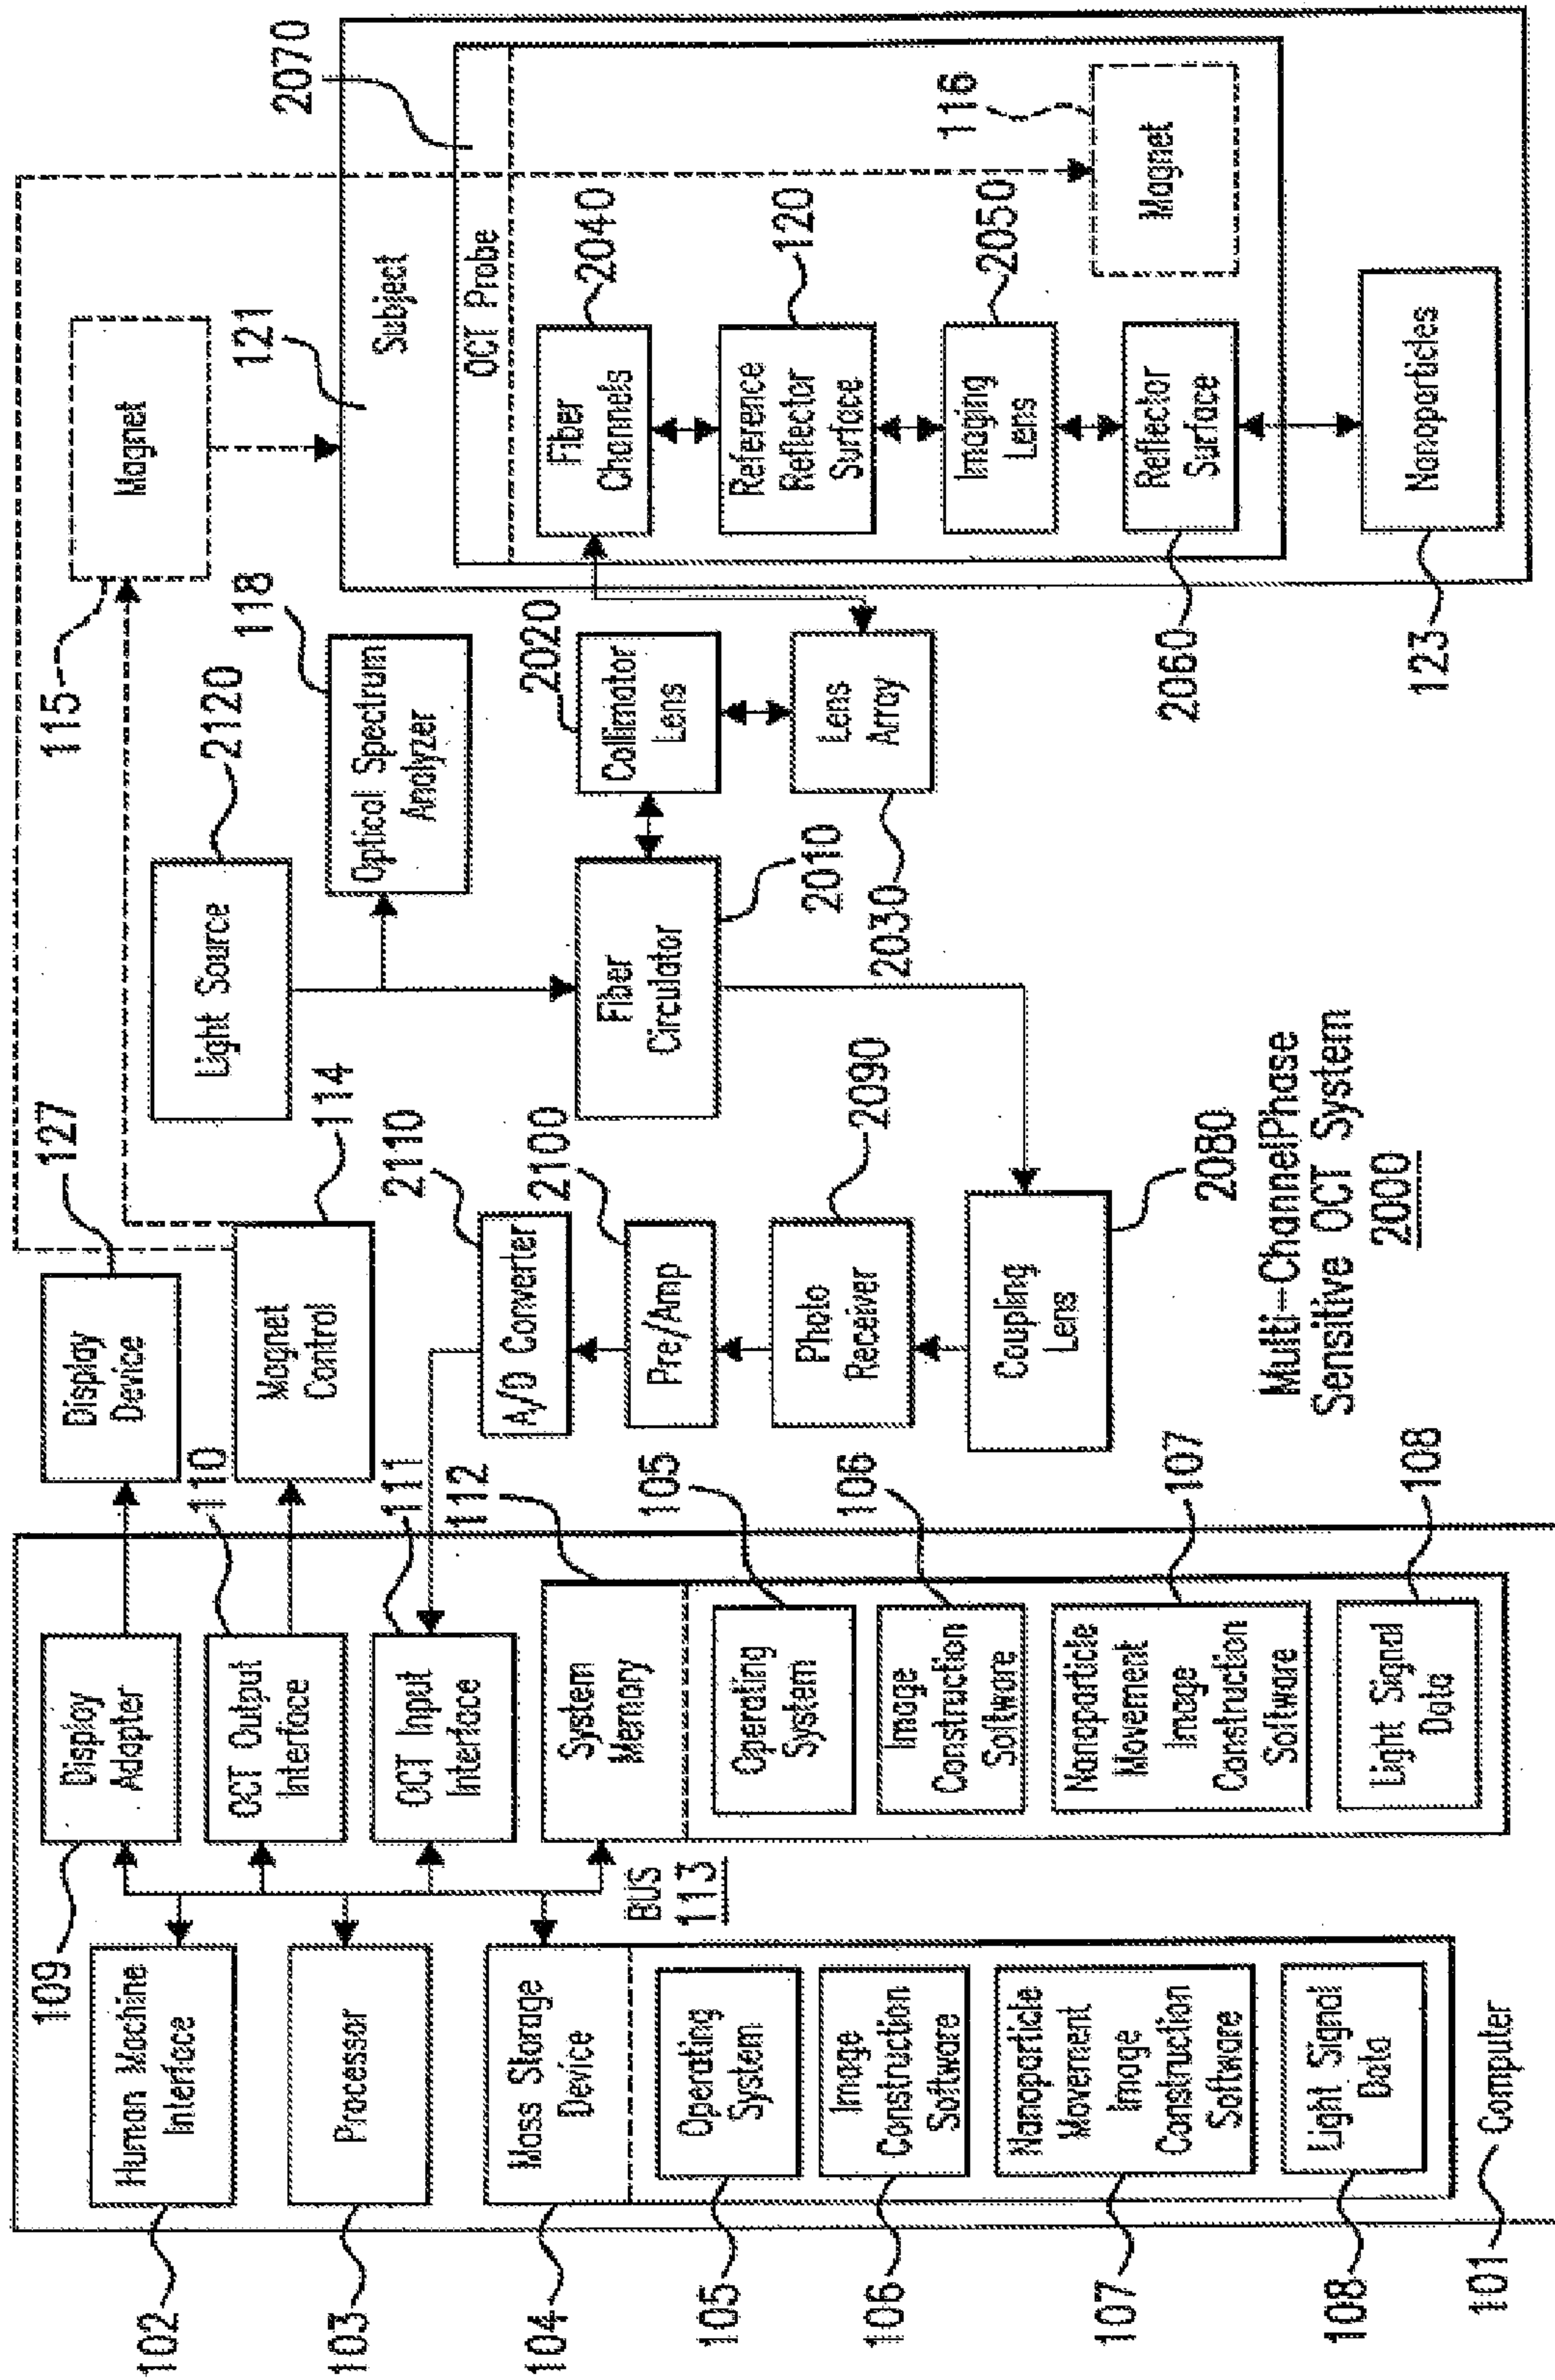 102
Human Machine
Interface
109
Display
Adapter
Display
Device
127
103
Processor
OCT Output
Interface
110
Magnet
Control
114
Light Source
2120
115
Magnet
104
Mass Storage
Device
OCT Input
Interface
111
A/D Converter
2110
Optical Spectrum
Analyzer
118
121
Subject
2070
105
Operating
System
BUS
113
System
Memory
112
Pre/Amp
2100
Fiber
Circulator
2010
Collimator
Lens
2020
OCT Probe
106
Image
Construction
Software
Operating
System
105
Photo
Receiver
2090
Lens
Array
2030
Fiber
Channels
2040
107
Nanoparticle
Movement
Image
Construction
Software
Image
Construction
Software
106
Coupling
Lens
2080
Reference
Reflector
Surface
120
108
Light Signal
Data
Nanoparticle
Movement
Image
Construction
Software
107
Imaging
Lens
2050
Magnet
116
Light Signal
Data
108
Reflector
Surface
2060
Nanoparticles
123
101
Computer
Multi-ChannelPhase
Sensitive OCT System
2000